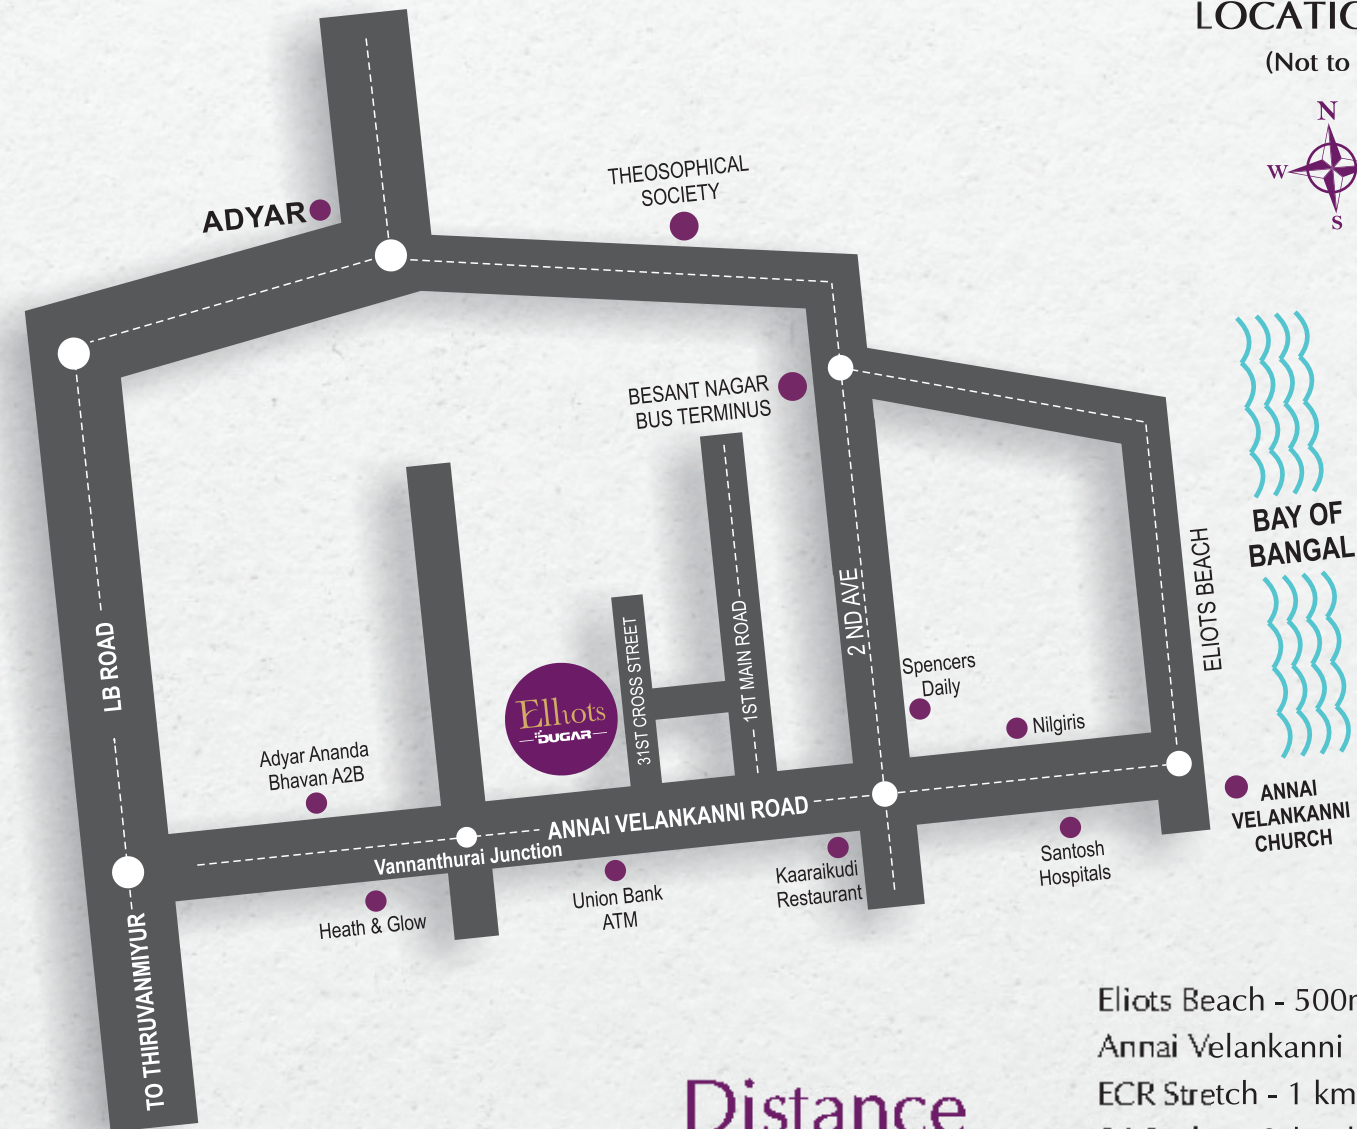 LOCATIO
(Not to
N
W
S
THEOSOPHICAL
SOCIETY
ADYAR
BESANT NAGAR
BUS TERMINUS
BAY OF
BANGAL
ELIOTS BEACH
2 ND AVE
LB ROAD
31ST CROSS STREET
1ST MAIN ROAD
Elliots
DUGAR
Spencers
Daily
Nilgiris
Adyar Ananda
Bhavan A2B
ANNAI VELANKANNI ROAD
Vannanthurai Junction
ANNAI
VELANKANNI
CHURCH
Heath & Glow
Union Bank
ATM
Kaaraikudi
Restaurant
Santosh
Hospitals
TO THIRUVANMIYUR
Eliots Beach - 500
Annai Velankanni
ECR Stretch - 1 km
Distance